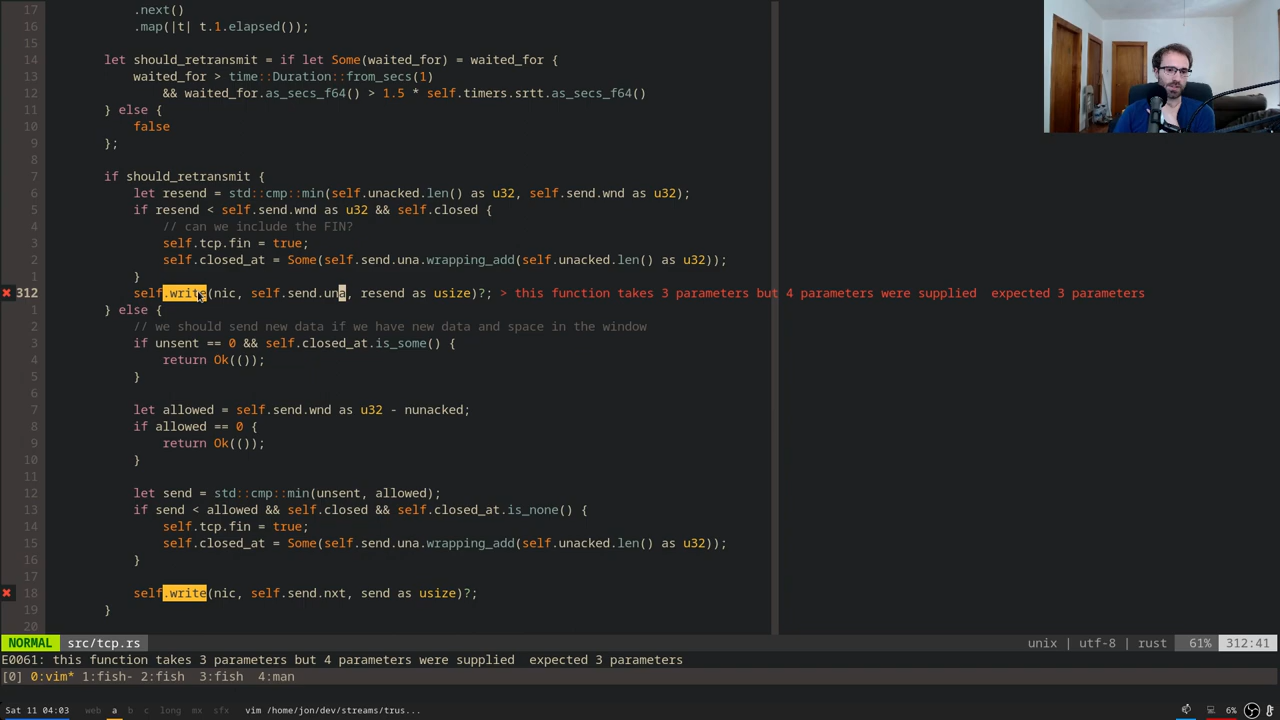 17             .next()
16             .map(|t| t.1.elapsed());
15
14         let should_retransmit = if let Some(waited_for) = waited_for {
13             waited_for > time::Duration::from_secs(1)
12                 && waited_for.as_secs_f64() > 1.5 * self.timers.srtt.as_secs_f64()
11         } else {
10             false
9         };
8
7         if should_retransmit {
6             let resend = std::cmp::min(self.unacked.len() as u32, self.send.wnd as u32);
5             if resend < self.send.wnd as u32 && self.closed {
4                 // can we include the FIN?
3                 self.tcp.fin = true;
2                 self.closed_at = Some(self.send.una.wrapping_add(self.unacked.len() as u32));
1             }
✖ 312             self.write(nic, self.send.una, resend as usize)?; > this function takes 3 parameters but 4 parameters were supplied  expected 3 parameters
1         } else {
2             // we should send new data if we have new data and space in the window
3             if unsent == 0 && self.closed_at.is_some() {
4                 return Ok(());
5             }
6
7             let allowed = self.send.wnd as u32 - nunacked;
8             if allowed == 0 {
9                 return Ok(());
10             }
11
12             let send = std::cmp::min(unsent, allowed);
13             if send < allowed && self.closed && self.closed_at.is_none() {
14                 self.tcp.fin = true;
15                 self.closed_at = Some(self.send.una.wrapping_add(self.unacked.len() as u32));
16             }
17
✖ 18             self.write(nic, self.send.nxt, send as usize)?;
19         }
20
NORMAL src/tcp.rs unix | utf-8 | rust 61% 312:41
E0061: this function takes 3 parameters but 4 parameters were supplied  expected 3 parameters
[0] 0:vim* 1:fish- 2:fish  3:fish  4:man
Sat 11 04:03 web a b c long mx sfx vim /home/jon/dev/streams/trus... 6%